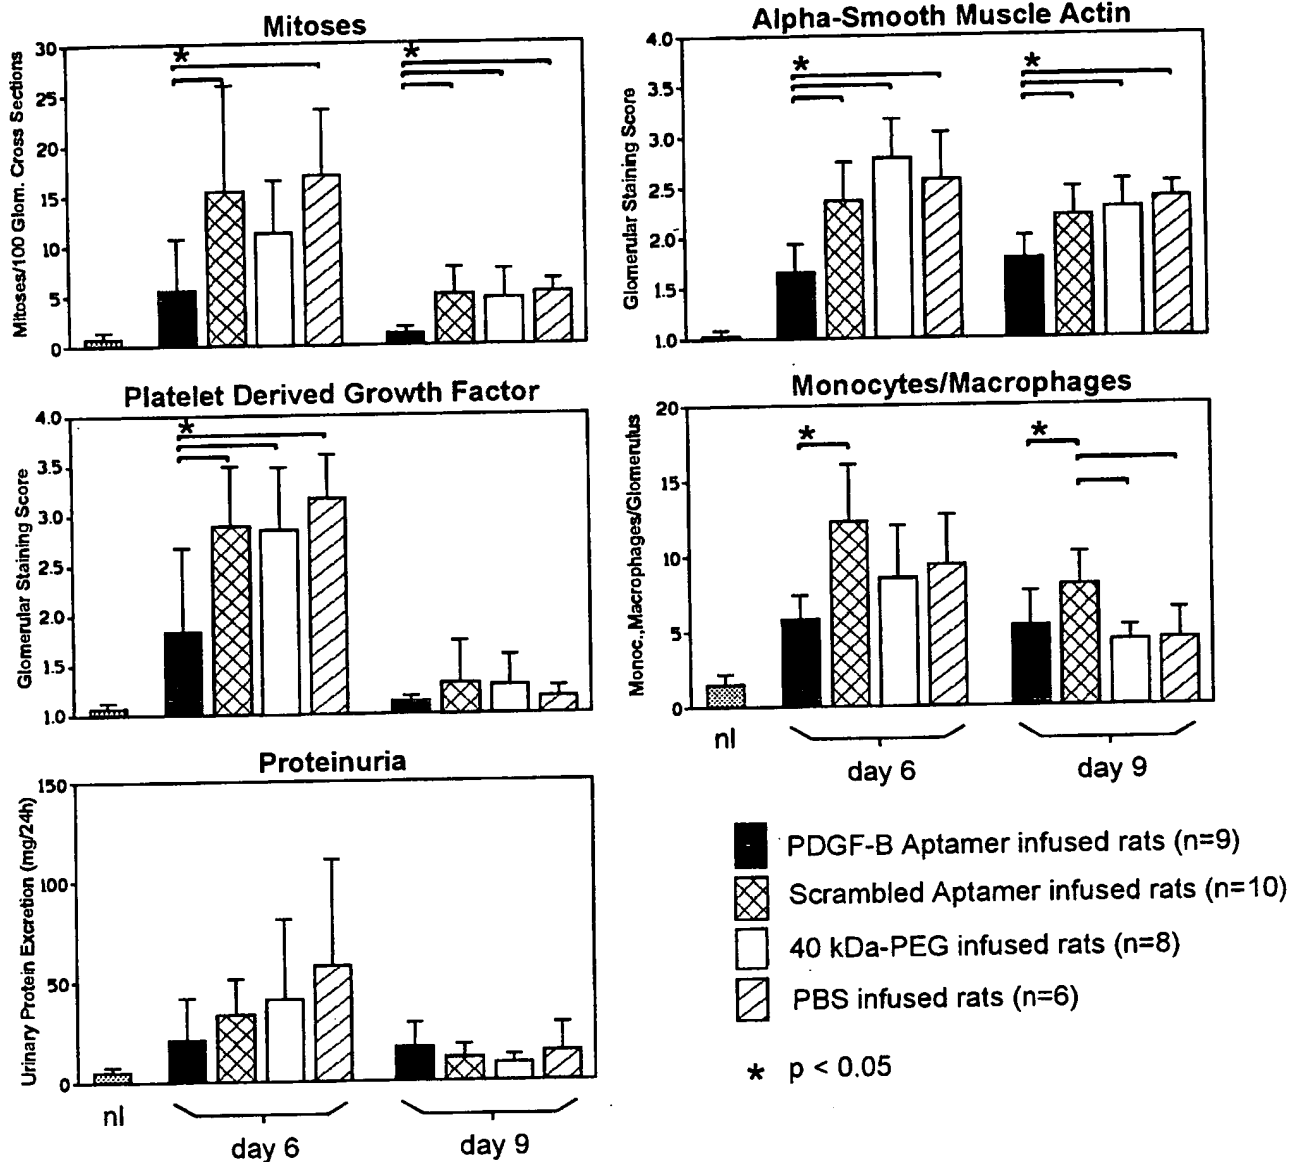 Mitoses
Mitoses/100 Glom. Cross Sections
30
25
20
15
10
5
0
*
*
Alpha-Smooth Muscle Actin
Glomerular Staining Score
4.0
3.5
3.0
2.5
2.0
1.5
1.0
*
*
Platelet Derived Growth Factor
Glomerular Staining Score
4.0
3.5
3.0
2.5
2.0
1.5
1.0
*
Monocytes/Macrophages
Monoc.,Macrophages/Glomerulus
20
15
10
5
0
*
*
nl
day 6
day 9
Proteinuria
Urinary Protein Excretion (mg/24h)
150
100
50
0
nl
day 6
day 9
PDGF-B Aptamer infused rats (n=9)
Scrambled Aptamer infused rats (n=10)
40 kDa-PEG infused rats (n=8)
PBS infused rats (n=6)
* p < 0.05